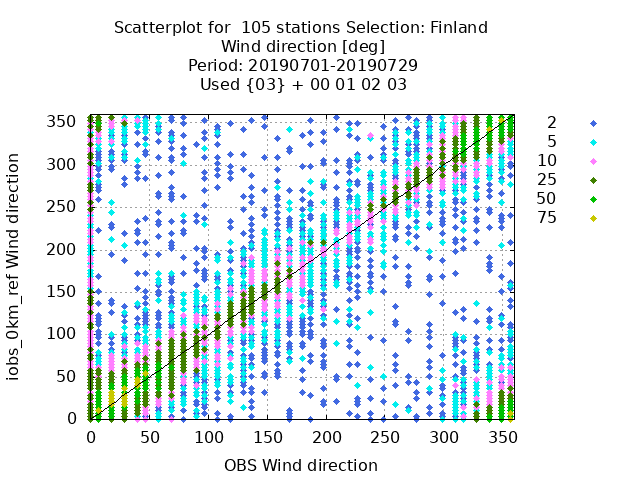 Scatterplot for 105 stations Selection: Finland
Wind direction [deg]
Period: 20190701-20190729
Used {03} + 00 01 02 03
iobs_0km_ref Wind direction
350
300
250
200
150
100
50
0
0 50 100 150 200 250 300 350
OBS Wind direction
2
5
10
25
50
75